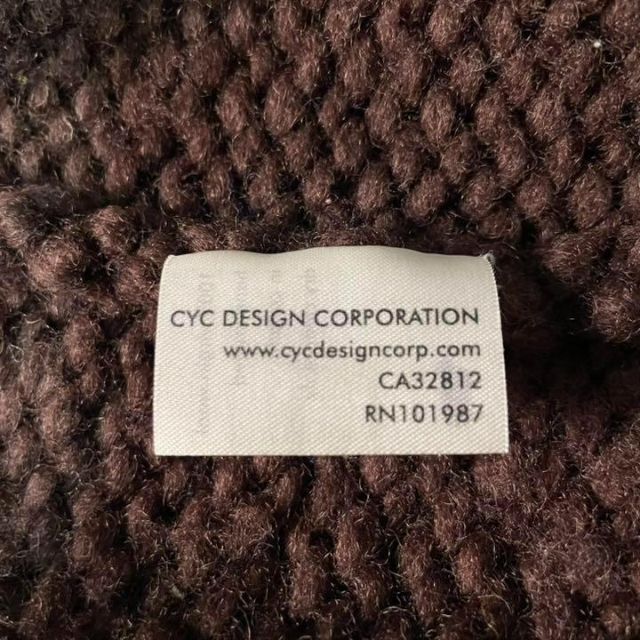 CYC DESIGN CORPORATION
www.cycdesigncorp.com
CA32812
RN101987